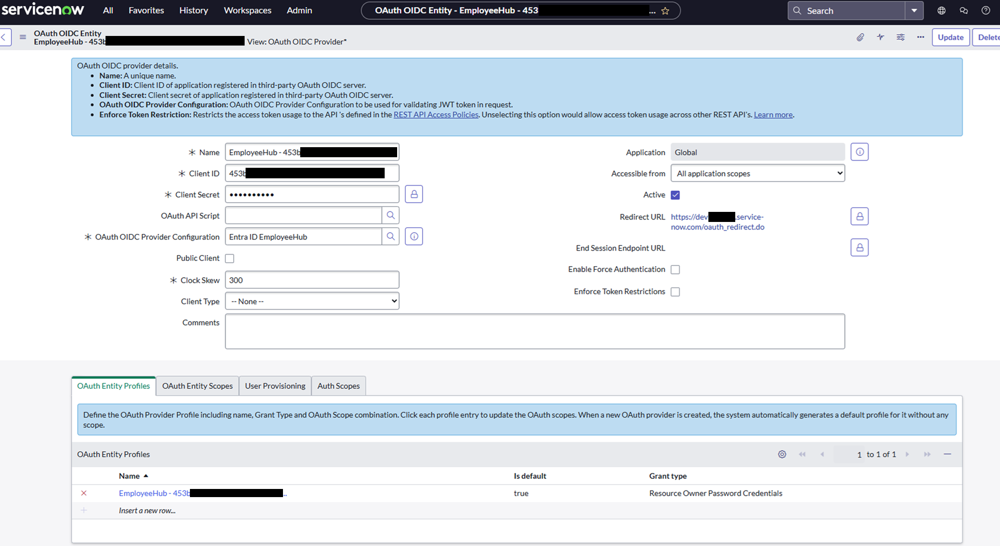 servicenow All Favorites History Workspaces Admin OAuth OIDC Entity - EmployeeHub - 453 ... Search
OAuth OIDC Entity
EmployeeHub - 453b View: OAuth OIDC Provider*
Update Delete
OAuth OIDC provider details.
• Name: A unique name.
• Client ID: Client ID of application registered in third-party OAuth OIDC server.
• Client Secret: Client secret of application registered in third-party OAuth OIDC server.
• OAuth OIDC Provider Configuration: OAuth OIDC Provider Configuration to be used for validating JWT token in request.
• Enforce Token Restriction: Restricts the access token usage to the API 's defined in the REST API Access Policies. Unselecting this option would allow access token usage across other REST API's. Learn more.
Name EmployeeHub - 453b
Client ID 453b
Client Secret ••••••••••
OAuth API Script
OAuth OIDC Provider Configuration Entra ID EmployeeHub
Public Client
Clock Skew 300
Client Type -- None --
Comments
Application Global
Accessible from All application scopes
Active
Redirect URL https://dev .service-
now.com/oauth_redirect.do
End Session Endpoint URL
Enable Force Authentication
Enforce Token Restrictions
OAuth Entity Profiles OAuth Entity Scopes User Provisioning Auth Scopes
Define the OAuth Provider Profile including name, Grant Type and OAuth Scope combination. Click each profile entry to update the OAuth scopes. When a new OAuth provider is created, the system automatically generates a default profile for it without any
scope.
OAuth Entity Profiles 1 to 1 of 1
Name Is default Grant type
EmployeeHub - 453b ... true Resource Owner Password Credentials
Insert a new row...